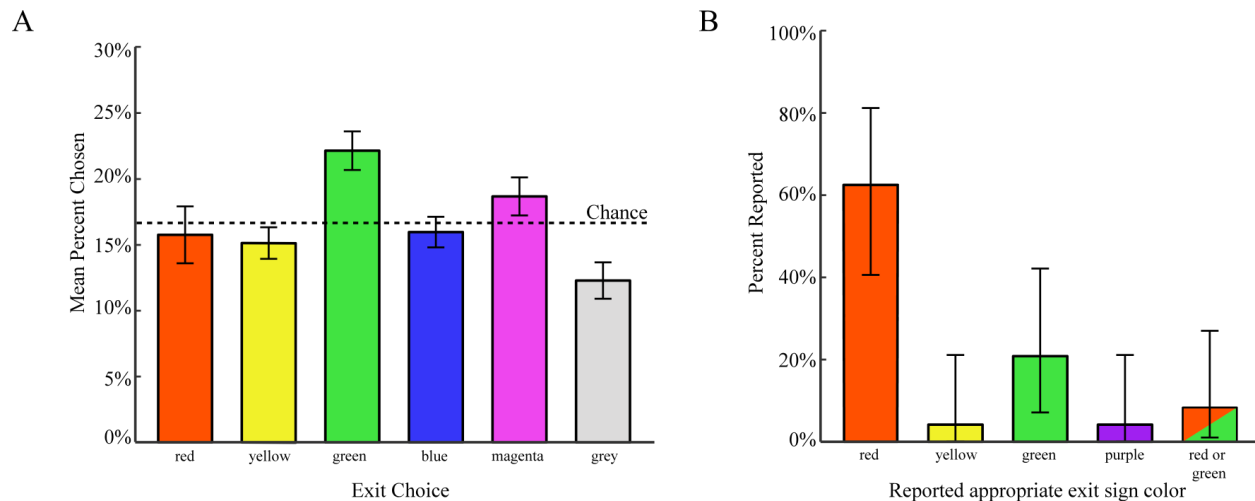 A
Mean Percent Chosen
30%
25%
20%
15%
10%
5%
0%
Chance
red yellow green blue magenta grey
Exit Choice
B
Percent Reported
100%
80%
60%
40%
20%
0%
red yellow green purple red or
green
Reported appropriate exit sign color